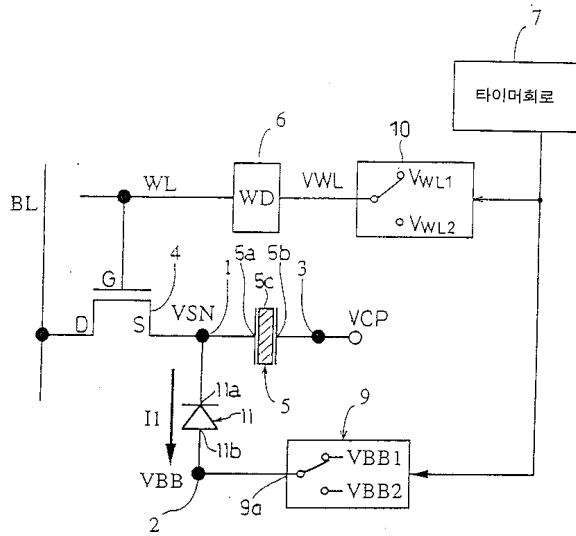 7
타이머회로
6
10
BL
WL
WD
VWL
VWL1
VWL2
G
4
5a
5c
5b
D
S
VSN
1
3
VCP
5
11a
11
I1
11b
9
VBB
VBB1
2
9a
VBB2